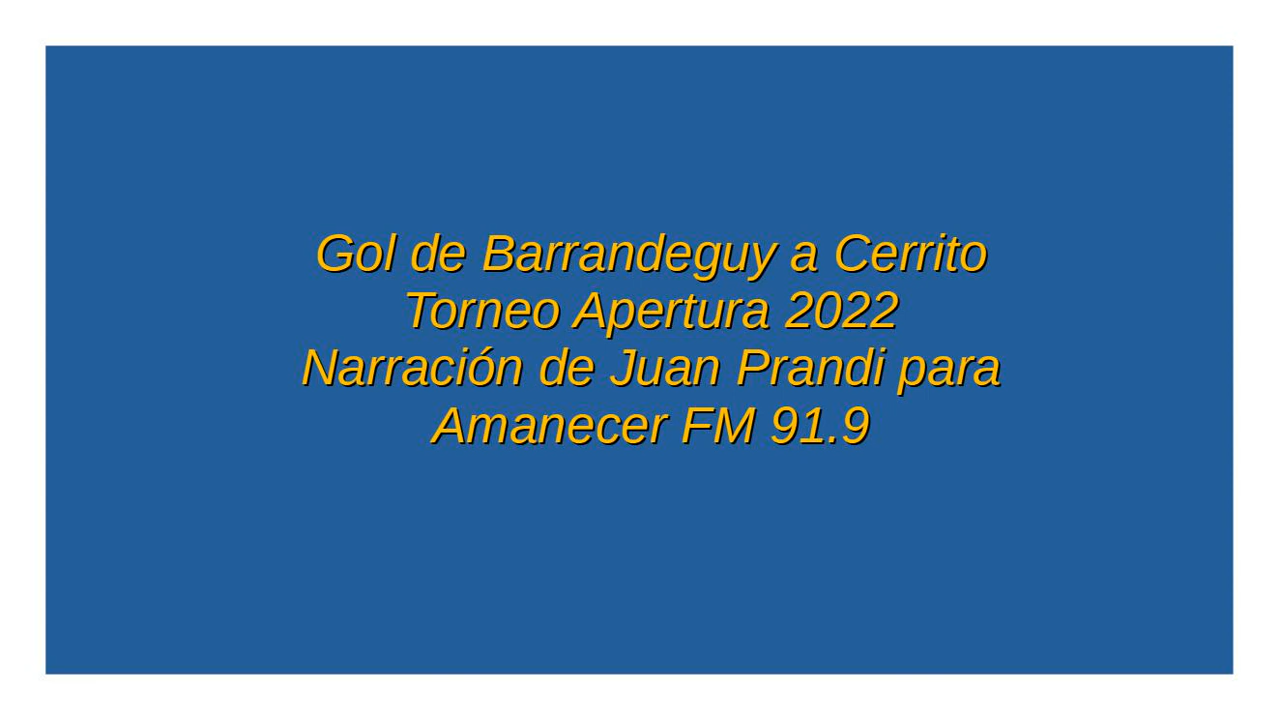 Gol de Barrandeguy a Cerrito
Torneo Apertura 2022
Narración de Juan Prandi para
Amanecer FM 91.9